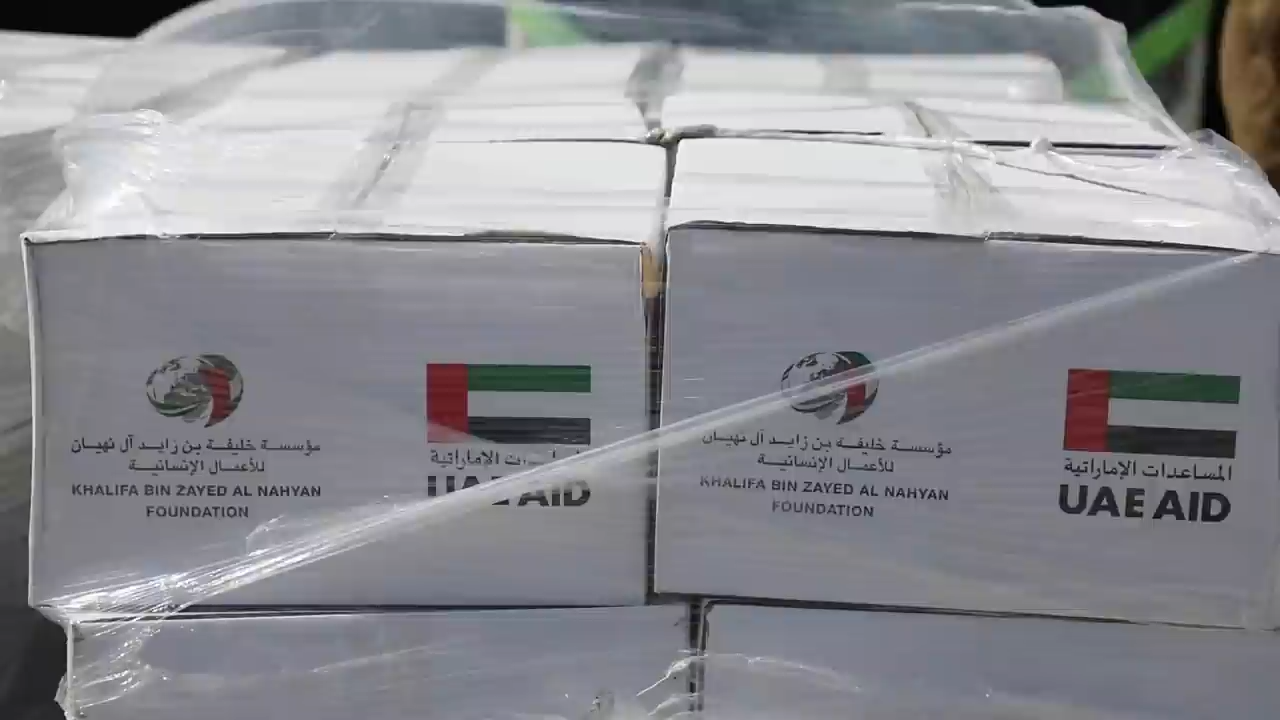 مؤسسة خليفة بن زايد آل نهيان
للأعمال الإنسانية
KHALIFA BIN ZAYED AL NAHYAN
FOUNDATION
UAE AID
مؤسسة خليفة بن زايد آل نهيان
للأعمال الإنسانية
KHALIFA BIN ZAYED AL NAHYAN
FOUNDATION
المساعدات الإماراتية
UAE AID